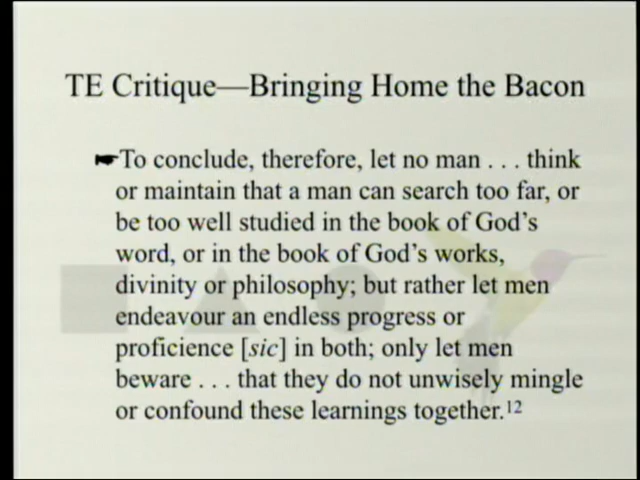 TE Critique—Bringing Home the Bacon
To conclude, therefore, let no man . . . think
or maintain that a man can search too far, or
be too well studied in the book of God's
word, or in the book of God's works,
divinity or philosophy; but rather let men
endeavour an endless progress or
proficience [sic] in both; only let men
beware . . . that they do not unwisely mingle
or confound these learnings together.12